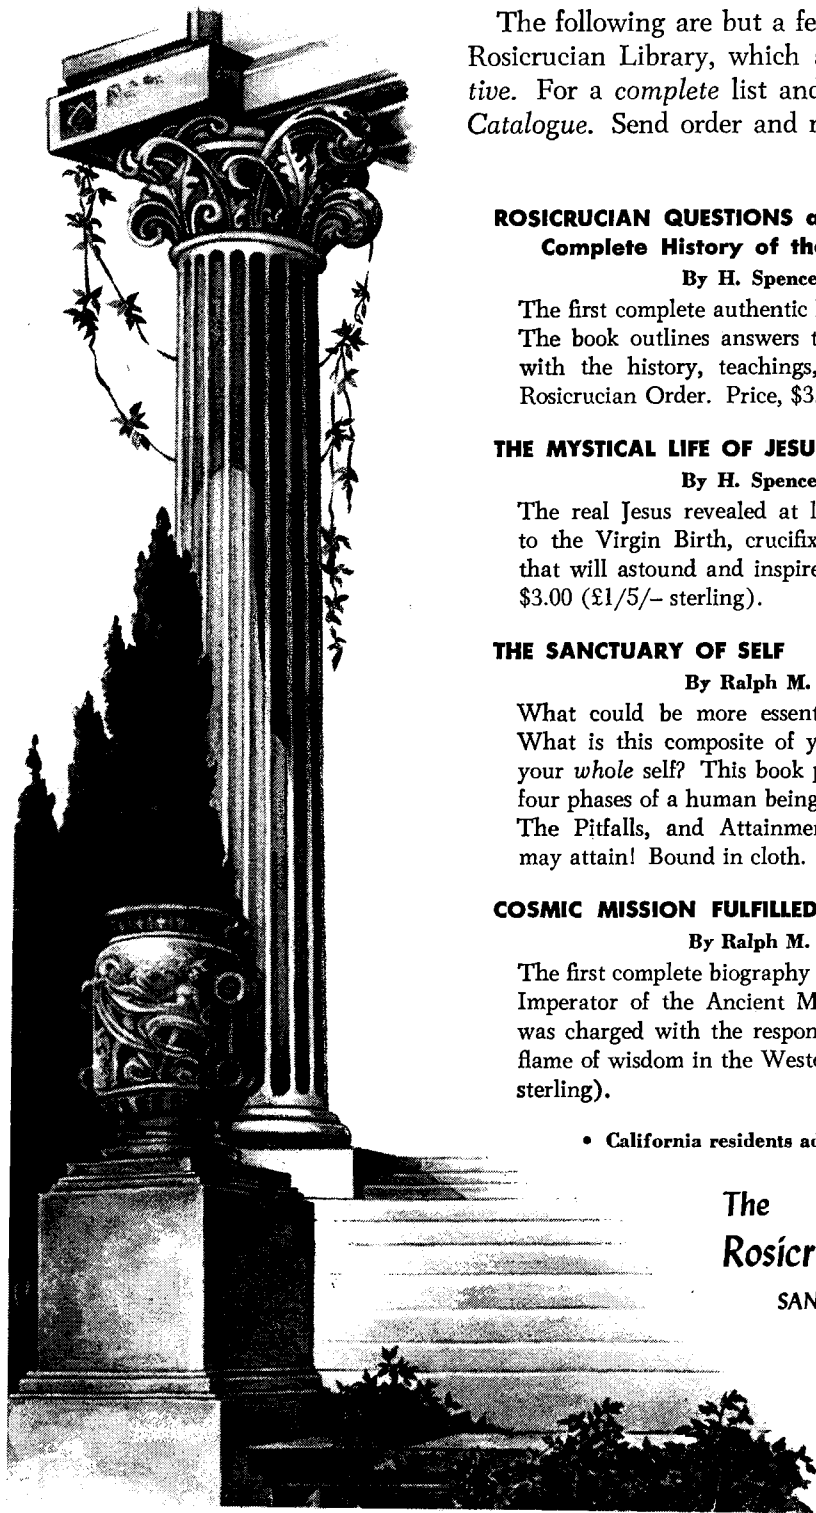 The following are but a fe
Rosicrucian Library, which
tive. For a complete list and
Catalogue. Send order and
ROSICRUCIAN QUESTIONS
Complete History of the
By H. Spence
The first complete authentic
The book outlines answers t
with the history, teachings,
Rosicrucian Order. Price, $3
THE MYSTICAL LIFE OF JESU
By H. Spence
The real Jesus revealed at l
to the Virgin Birth, crucifix
that will astound and inspire
$3.00 (£1/5/– sterling).
THE SANCTUARY OF SELF
By Ralph M.
What could be more essent
What is this composite of y
your whole self? This book p
four phases of a human being
The Pitfalls, and Attainme
may attain! Bound in cloth.
COSMIC MISSION FULFILLED
By Ralph M.
The first complete biography
Imperator of the Ancient M
was charged with the respon
flame of wisdom in the Weste
sterling).
• California residents ad
The
Rosicr
SAN